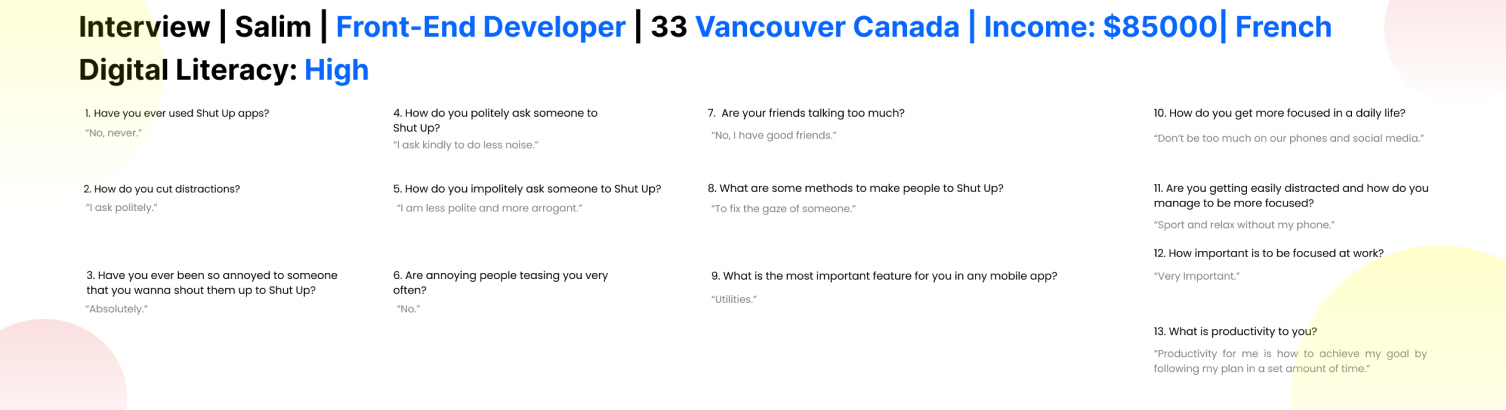 Interview | Salim | Front-End Developer | 33 Vancouver Canada | Income: $85000| French
Digital Literacy: High
1. Have you ever used Shut Up apps?
“No, never.”
2. How do you cut distractions?
“I ask politely.”
3. Have you ever been so annoyed to someone
that you wanna shout them up to Shut Up?
“Absolutely.”
4. How do you politely ask someone to
Shut Up?
“I ask kindly to do less noise.”
5. How do you impolitely ask someone to Shut Up?
“I am less polite and more arrogant.”
6. Are annoying people teasing you very
often?
“No.”
7. Are your friends talking too much?
“No, I have good friends.”
8. What are some methods to make people to Shut Up?
“To fix the gaze of someone.”
9. What is the most important feature for you in any mobile app?
“Utilities.”
10. How do you get more focused in a daily life?
“Don’t be too much on our phones and social media.”
11. Are you getting easily distracted and how do you
manage to be more focused?
“Sport and relax without my phone.”
12. How important is to be focused at work?
“Very Important.”
13. What is productivity to you?
“Productivity for me is how to achieve my goal by
following my plan in a set amount of time.”